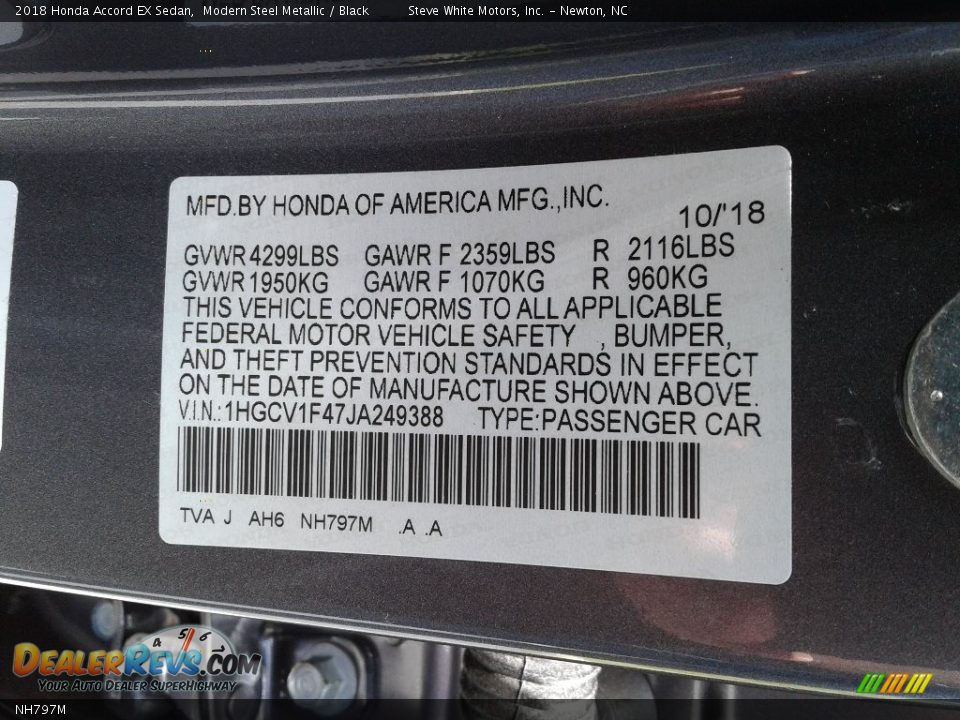 2018 Honda Accord EX Sedan,  Modern Steel Metallic / Black    Steve White Motors, Inc. - Newton, NC
MFD.BY HONDA OF AMERICA MFG.,INC.
10/'18
GVWR 4299LBS  GAWR F 2359LBS  R 2116LBS
GVWR 1950KG  GAWR F 1070KG  R 960KG
THIS VEHICLE CONFORMS TO ALL APPLICABLE
FEDERAL MOTOR VEHICLE SAFETY , BUMPER,
AND THEFT PREVENTION STANDARDS IN EFFECT
ON THE DATE OF MANUFACTURE SHOWN ABOVE.
V.I.N.: 1HGCV1F47JA249388  TYPE:PASSENGER CAR
TVA J  AH6  NH797M  .A .A
4 5 6
DEALERREVS.COM
YOUR AUTO DEALER SUPERHIGHWAY
NH797M